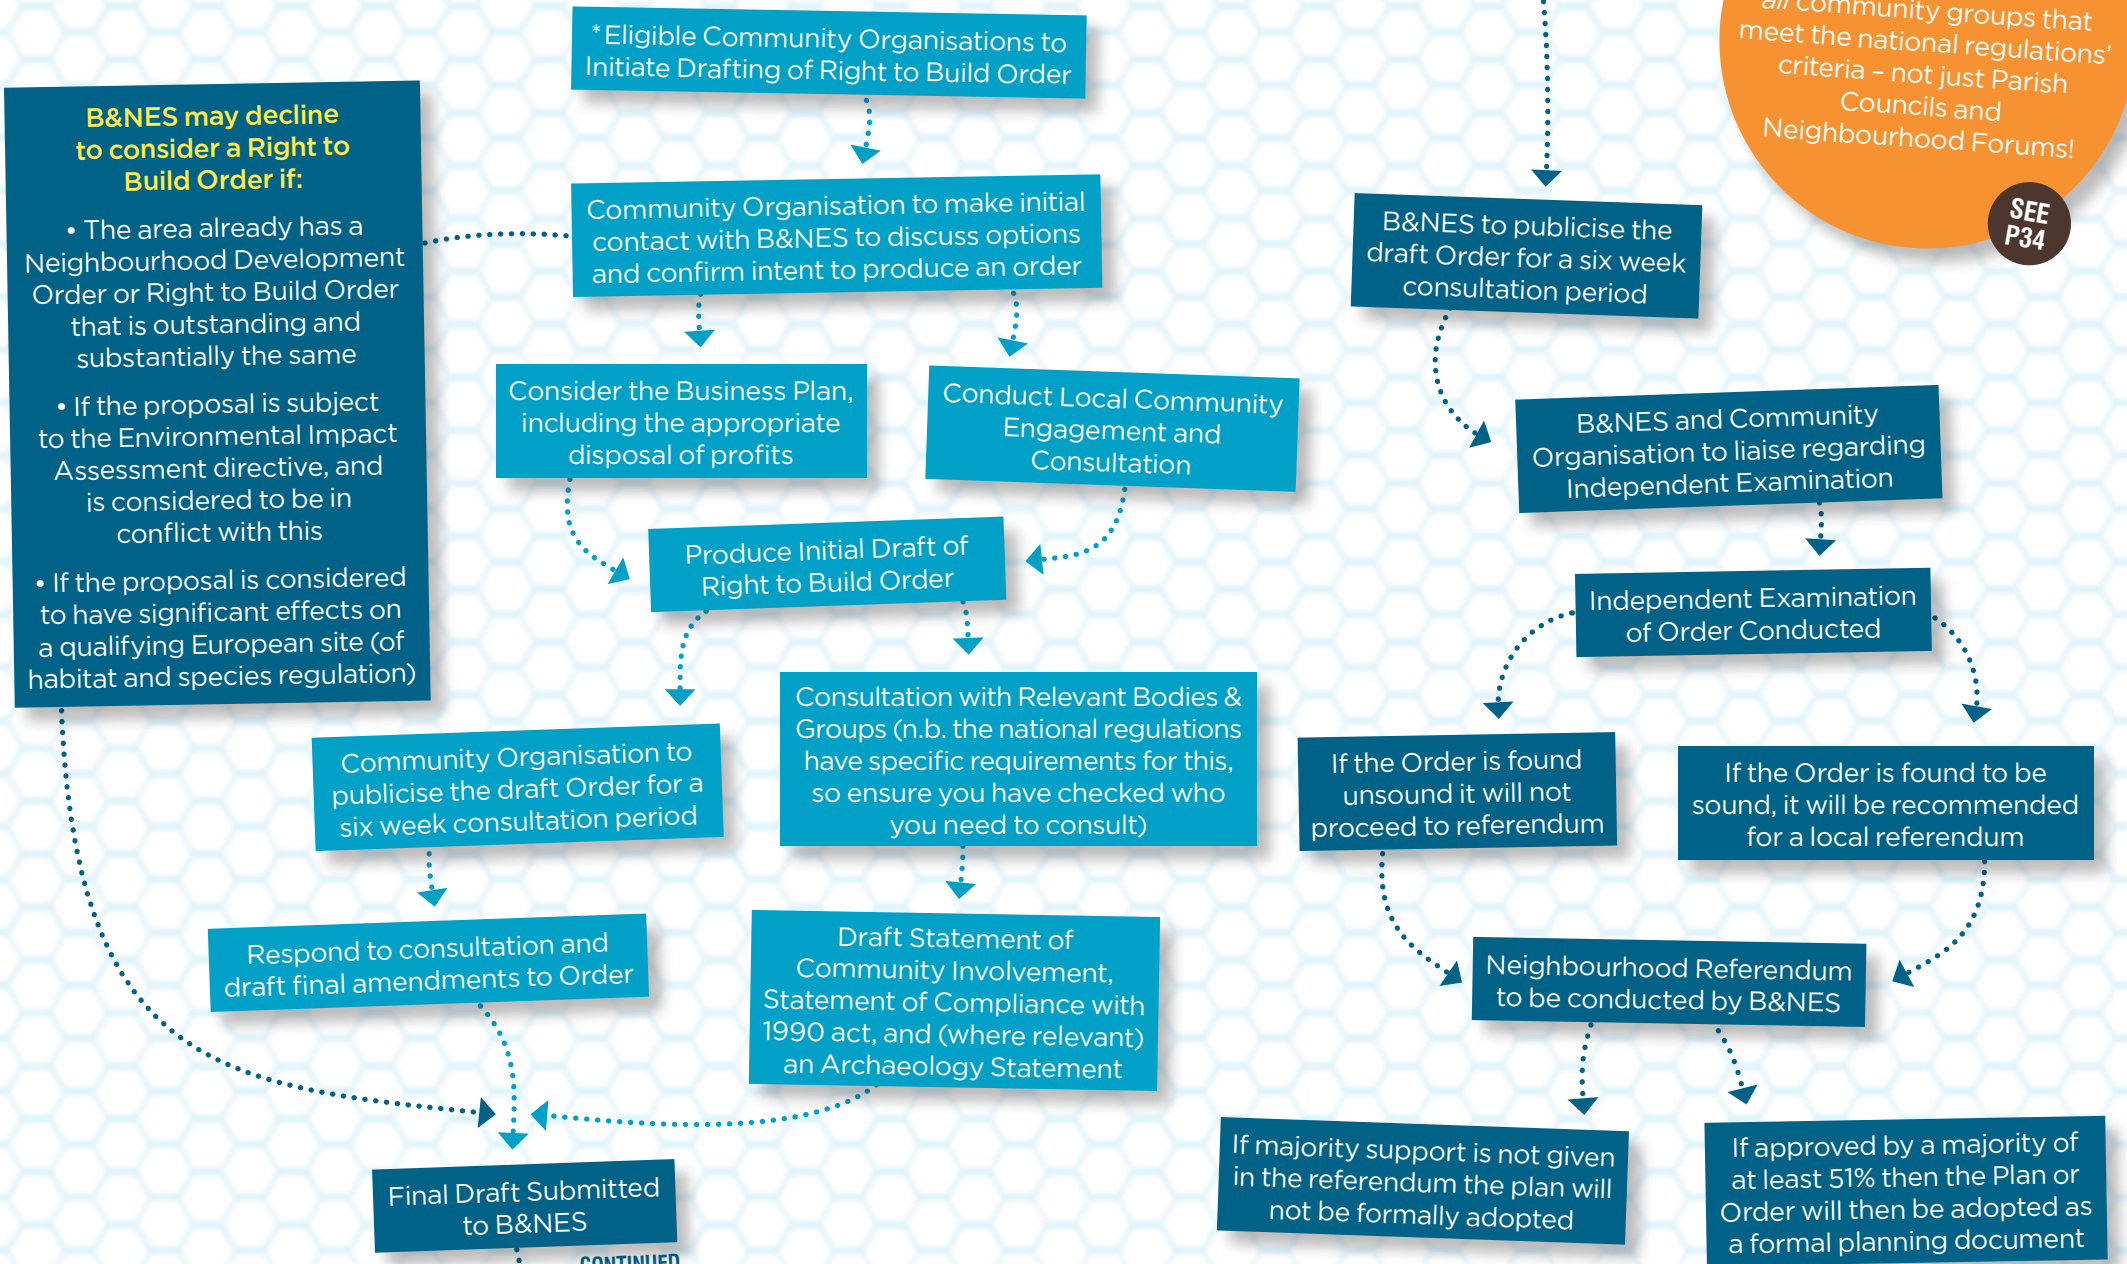 *Eligible Community Organisations to
Initiate Drafting of Right to Build Order
B&NES may decline
to consider a Right to
Build Order if:
• The area already has a
Neighbourhood Development
Order or Right to Build Order
that is outstanding and
substantially the same
• If the proposal is subject
to the Environmental Impact
Assessment directive, and
is considered to be in
conflict with this
• If the proposal is considered
to have significant effects on
a qualifying European site (of
habitat and species regulation)
Community Organisation to make initial
contact with B&NES to discuss options
and confirm intent to produce an order
Consider the Business Plan,
including the appropriate
disposal of profits
Conduct Local Community
Engagement and
Consultation
Produce Initial Draft of
Right to Build Order
Community Organisation to
publicise the draft Order for a
six week consultation period
Consultation with Relevant Bodies &
Groups (n.b. the national regulations
have specific requirements for this,
so ensure you have checked who
you need to consult)
Respond to consultation and
draft final amendments to Order
Draft Statement of
Community Involvement,
Statement of Compliance with
1990 act, and (where relevant)
an Archaeology Statement
Final Draft Submitted
to B&NES
CONTINUED
all community groups that
meet the national regulations'
criteria – not just Parish
Councils and
Neighbourhood Forums!
SEE
P34
B&NES to publicise the
draft Order for a six week
consultation period
B&NES and Community
Organisation to liaise regarding
Independent Examination
Independent Examination
of Order Conducted
If the Order is found
unsound it will not
proceed to referendum
If the Order is found to be
sound, it will be recommended
for a local referendum
Neighbourhood Referendum
to be conducted by B&NES
If majority support is not given
in the referendum the plan will
not be formally adopted
If approved by a majority of
at least 51% then the Plan or
Order will then be adopted as
a formal planning document